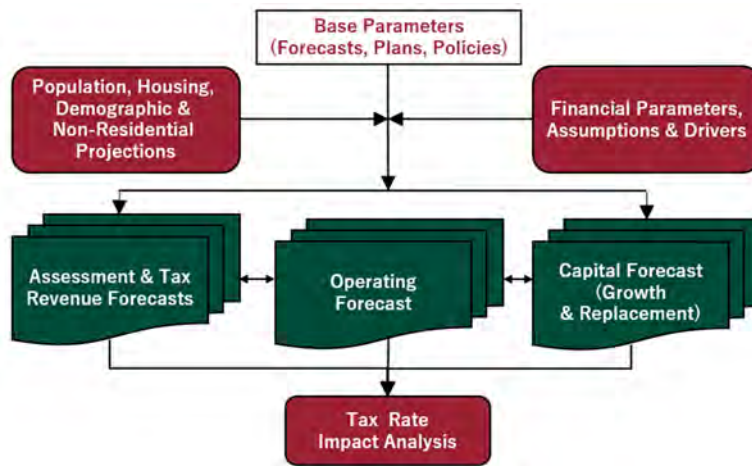 Base Parameters
(Forecasts, Plans, Policies)
Population, Housing,
Demographic &
Non-Residential
Projections
Financial Parameters,
Assumptions & Drivers
Assessment & Tax
Revenue Forecasts
Operating
Forecast
Capital Forecast
(Growth
& Replacement)
Tax Rate
Impact Analysis